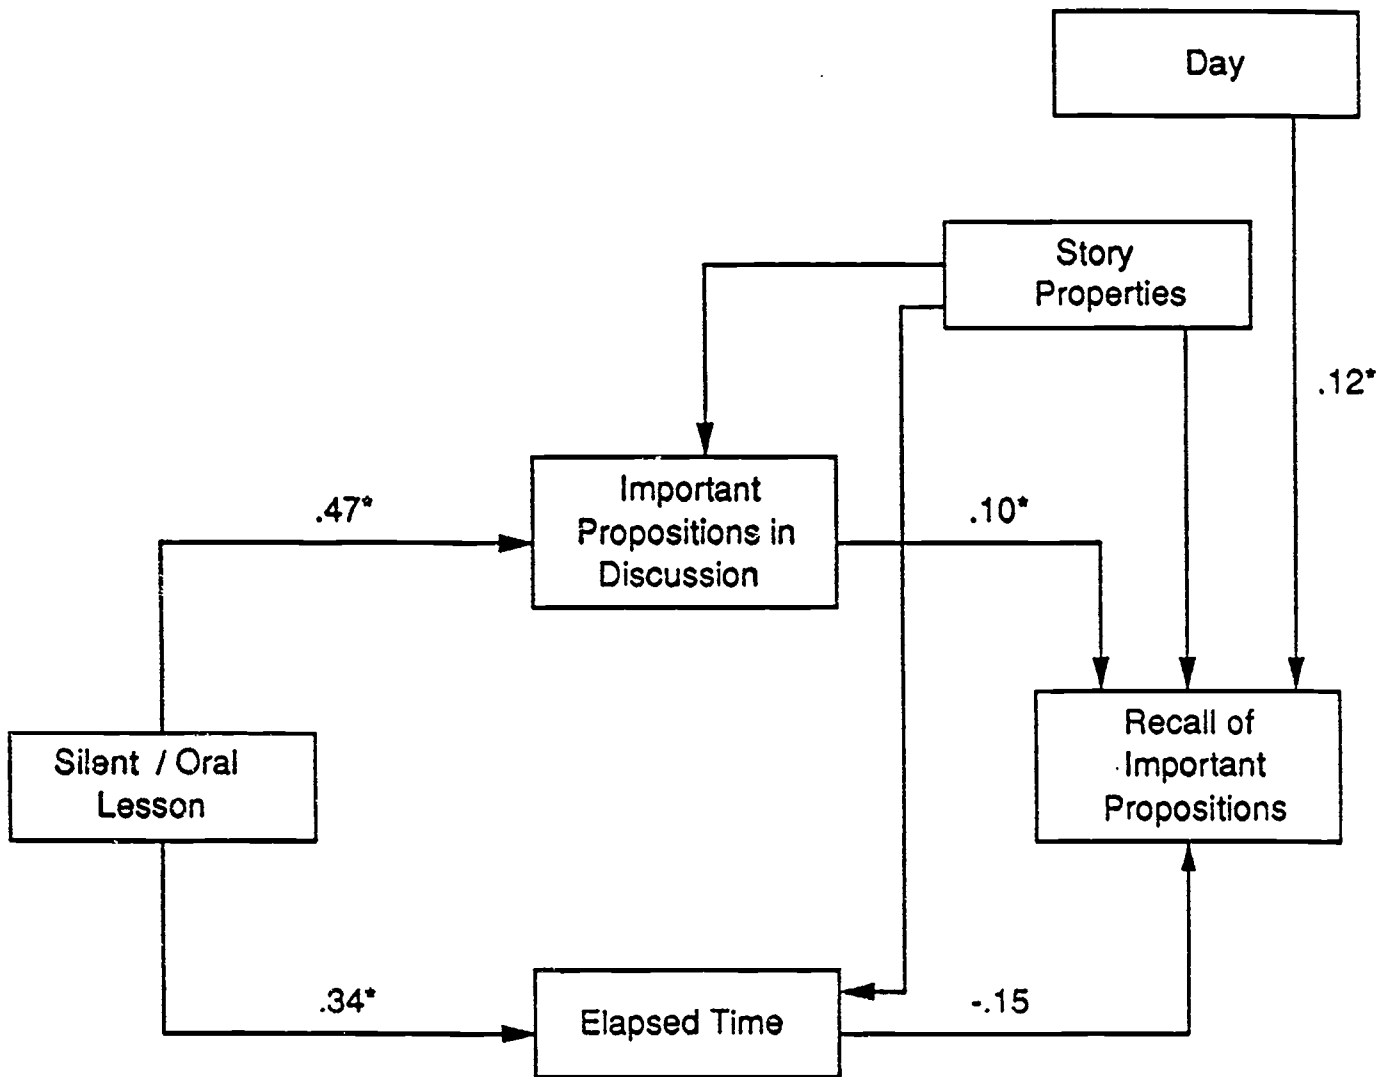 Day
Story
Properties
.12*
.47*
Important
Propositions in
Discussion
.10*
Silent / Oral
Lesson
Recall of
Important
Propositions
.34*
Elapsed Time
-.15